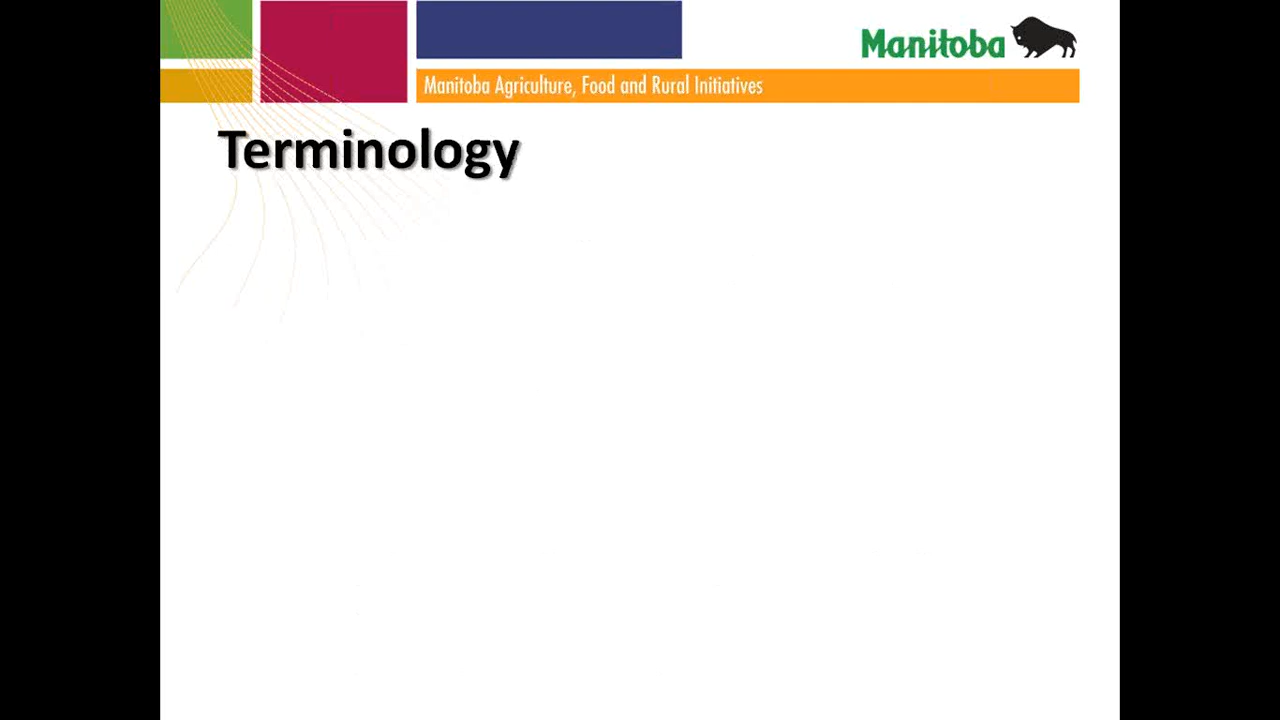 Manitoba
Manitoba Agriculture, Food and Rural Initiatives
Terminology